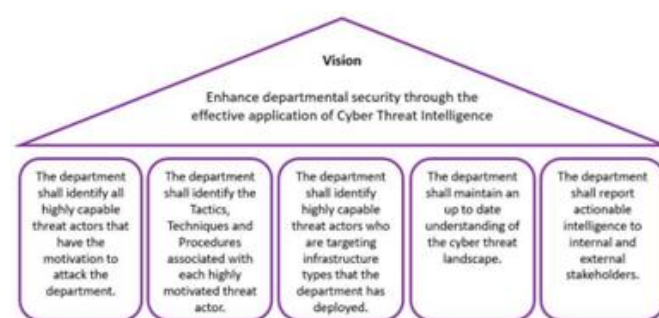 Vision
Enhance departmental security through the
effective application of Cyber Threat Intelligence
The department
shall identify all
highly capable
threat actors that
have the
motivation to
attack the
department.
The department
shall identify the
Tactics,
Techniques and
Procedures
associated with
each highly
motivated threat
actor.
The department
shall identify
highly capable
threat actors who
are targeting
infrastructure
types that the
department has
deployed.
The department
shall maintain an
up to date
understanding of
the cyber threat
landscape.
The department
shall report
actionable
intelligence to
internal and
external
stakeholders.